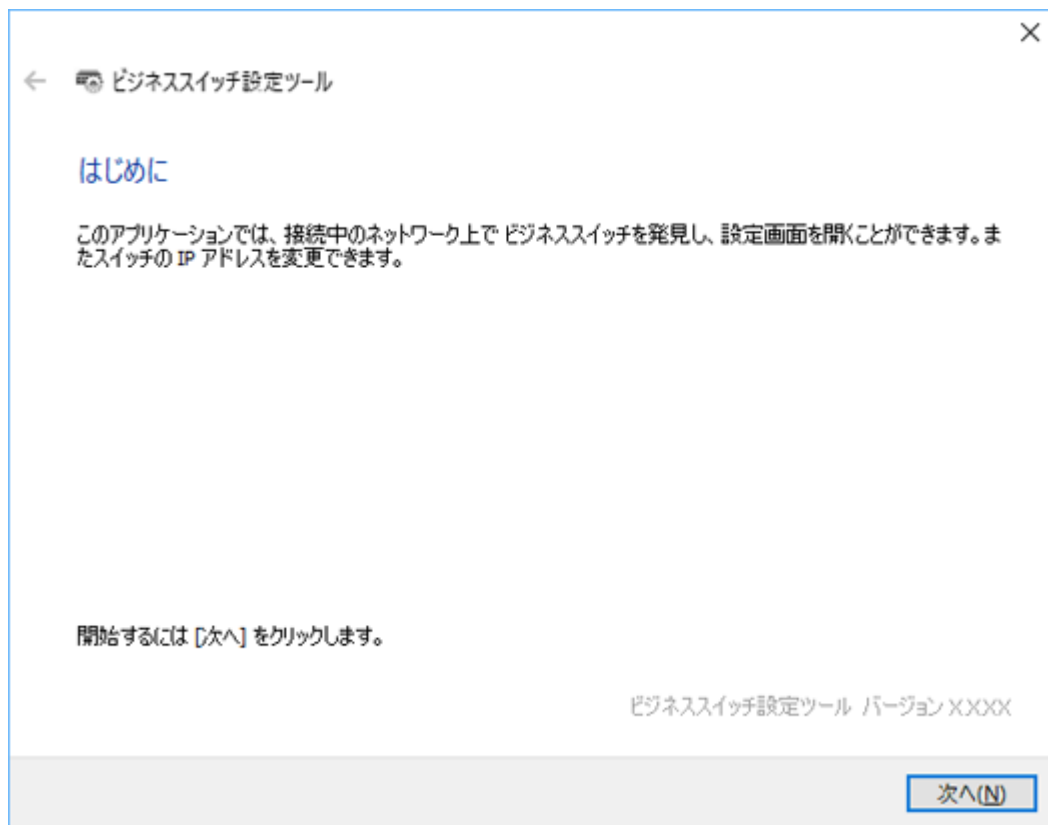 ビジネススイッチ設定ツール
はじめに
このアプリケーションでは、接続中のネットワーク上で ビジネススイッチを発見し、設定画面を開くことができます。ま
たスイッチの IP アドレスを変更できます。
開始するには [次へ] をクリックします。
ビジネススイッチ設定ツール バージョン XXXX
次へ(N)